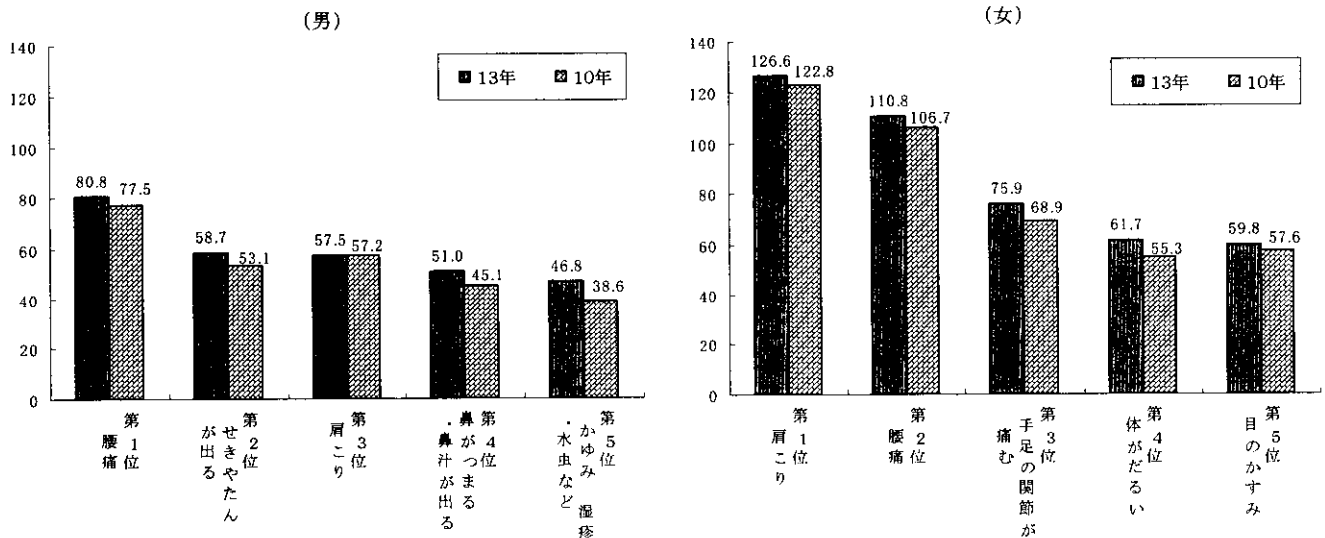 (男)
140
120
100
80
60
40
20
0
13年 10年
80.8 77.5
58.7 53.1
57.5 57.2
51.0 45.1
46.8 38.6
第1位
腰痛
第2位
せきやたん
が出る
第3位
肩こり
第4位
鼻がつまる
・鼻汁が出る
第5位
かゆみ 湿疹
・水虫など
(女)
140
120
100
80
60
40
20
0
13年 10年
126.6 122.8
110.8 106.7
75.9 68.9
61.7 55.3
59.8 57.6
第1位
肩こり
第2位
腰痛
第3位
手足の関節が
痛む
第4位
体がだるい
第5位
目のかすみ